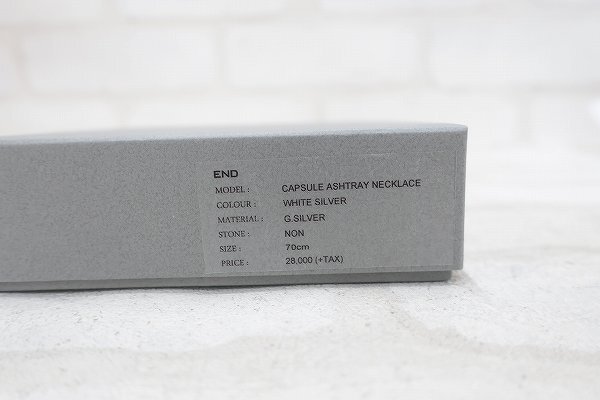 END
MODEL : CAPSULE ASHTRAY NECKLACE
COLOUR : WHITE SILVER
MATERIAL : G.SILVER
STONE : NON
SIZE : 70cm
PRICE : 28,000 (+TAX)